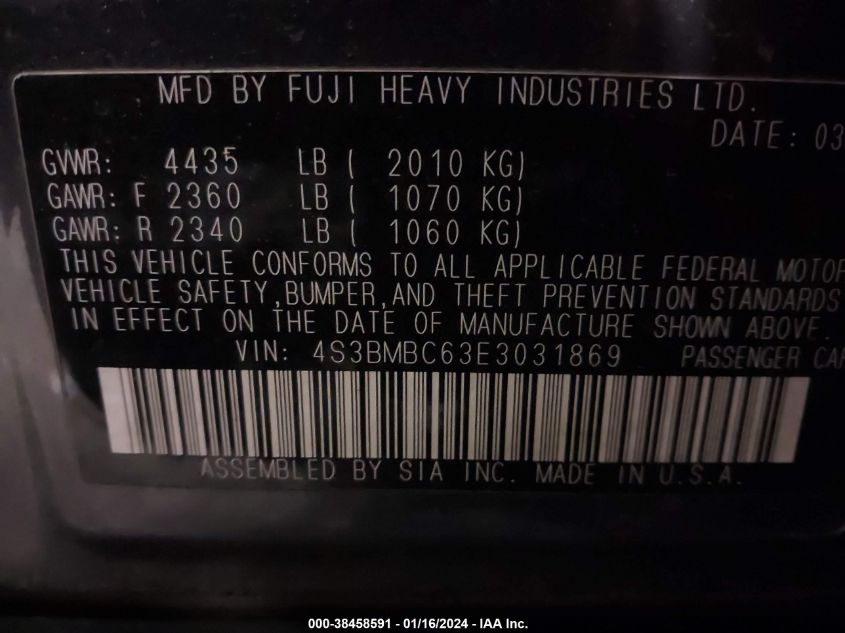 MFD BY FUJI HEAVY INDUSTRIES LTD.
DATE: 03
GVWR: 4435 LB ( 2010 KG)
GAWR: F 2360 LB ( 1070 KG)
GAWR: R 2340 LB ( 1060 KG)
THIS VEHICLE CONFORMS TO ALL APPLICABLE FEDERAL MOTOR
VEHICLE SAFETY,BUMPER,AND THEFT PREVENTION STANDARDS
IN EFFECT ON THE DATE OF MANUFACTURE SHOWN ABOVE.
VIN: 4S3BMBC63E3031869 PASSENGER CAR
ASSEMBLED BY SIA INC. MADE IN U.S.A.
000-38458591 - 01/16/2024 - IAA Inc.